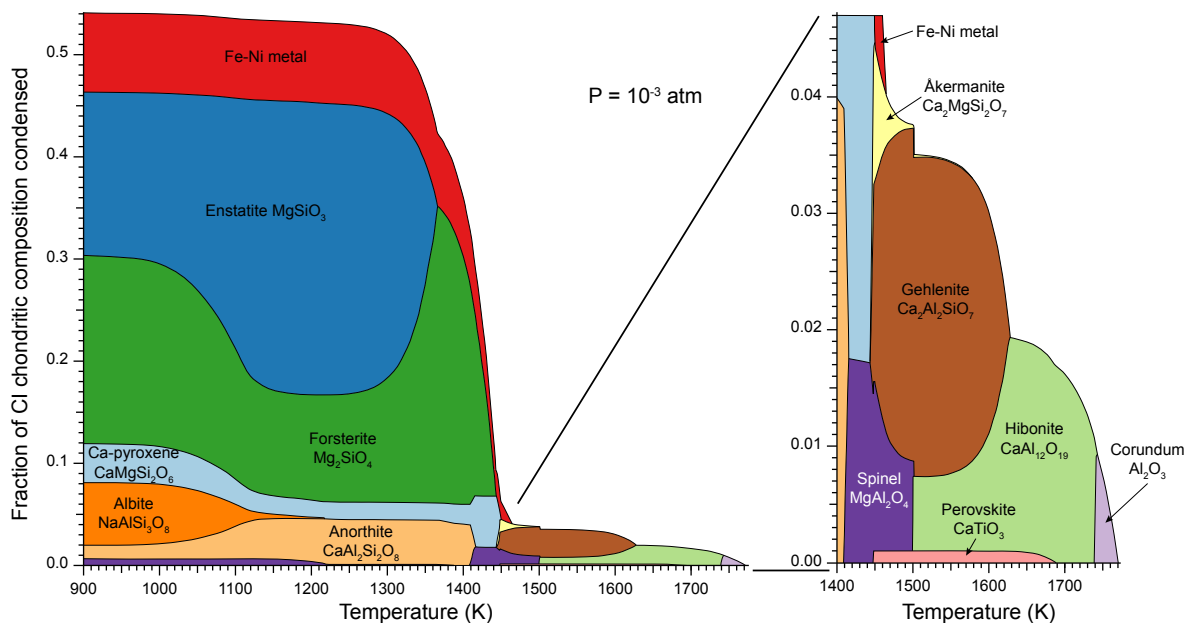 Fraction of CI chondritic composition condensed
0.5
0.4
0.3
0.2
0.1
0.0
Fe-Ni metal
Enstatite MgSiO₃
Forsterite
Mg₂SiO₄
Ca-pyroxene
CaMgSi₂O₆
Albite
NaAlSi₃O₈
Anorthite
CaAl₂Si₂O₈
900 1000 1100 1200 1300 1400 1500 1600 1700
Temperature (K)
P = 10⁻³ atm
0.04
0.03
0.02
0.01
0.00
Fe-Ni metal
Åkermanite
Ca₂MgSi₂O₇
Gehlenite
Ca₂Al₂SiO₇
Hibonite
CaAl₁₂O₁₉
Corundum
Al₂O₃
Spinel
MgAl₂O₄
Perovskite
CaTiO₃
1400 1500 1600 1700
Temperature (K)